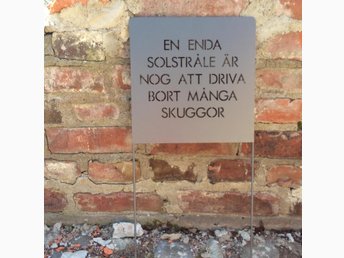 EN ENDA
SOLSTRÅLE ÄR
NOG ATT DRIVA
BORT MÅNGA
SKUGGOR